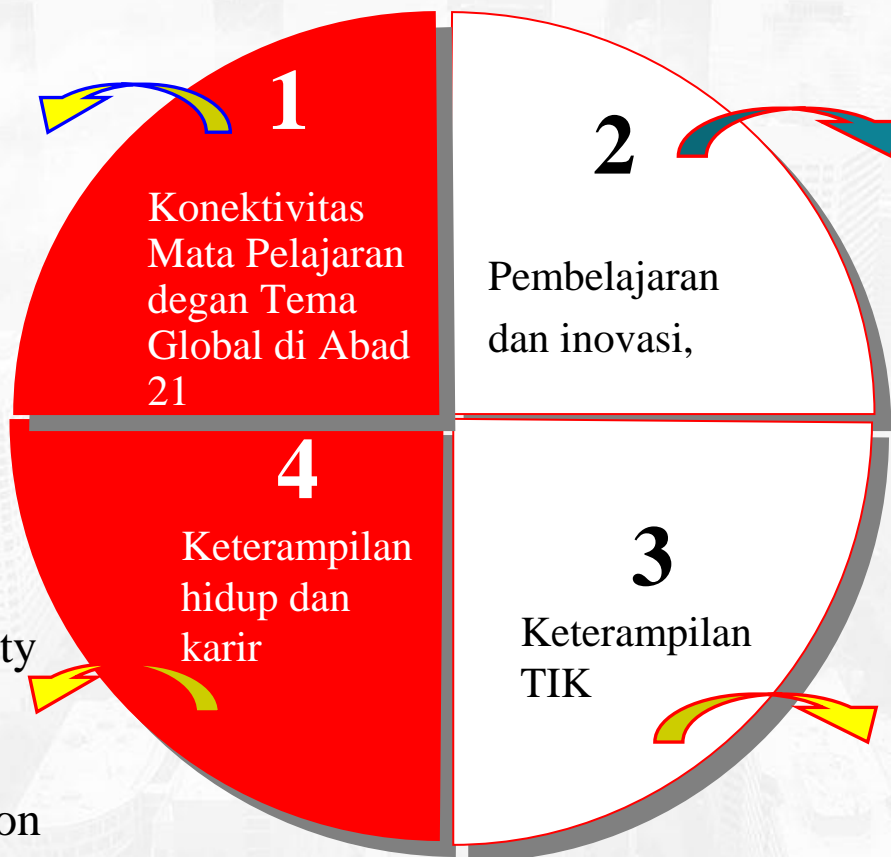 1
Konektivitas
Mata Pelajaran
degan Tema
Global di Abad
21
2
Pembelajaran
dan inovasi,
4
Keterampilan
hidup dan
karir
3
Keterampilan
TIK
ty
on